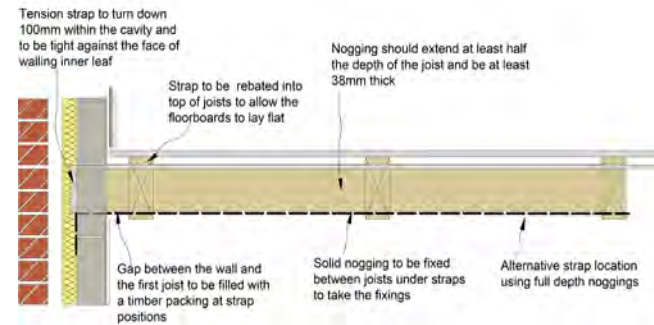 Tension strap to turn down
100mm within the cavity and
to be tight against the face of
walling inner leaf
Nogging should extend at least half
the depth of the joist and be at least
38mm thick
Strap to be rebated into
top of joists to allow the
floorboards to lay flat
Gap between the wall and
the first joist to be filled with
a timber packing at strap
positions
Solid nogging to be fixed
between joists under straps
to take the fixings
Alternative strap location
using full depth noggings